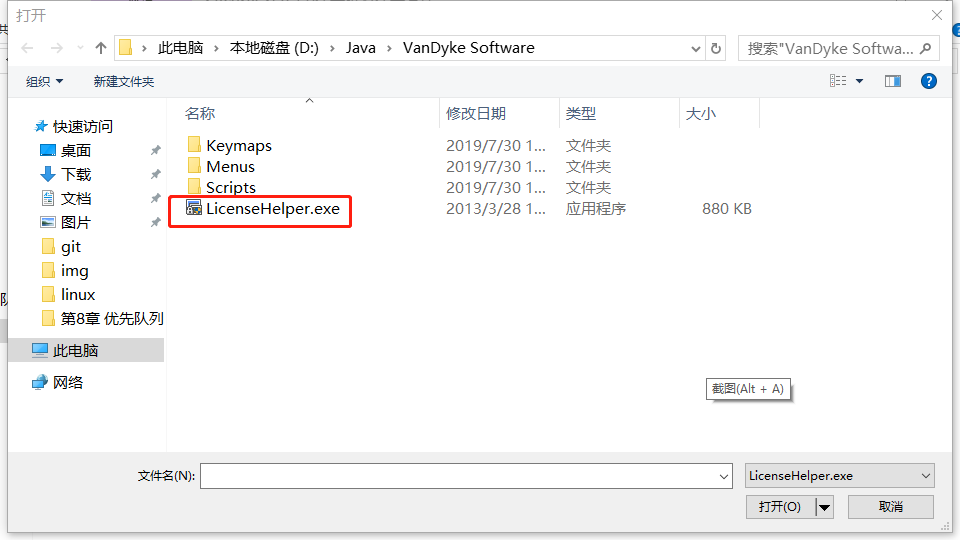 打开
此电脑 › 本地磁盘 (D:) › Java › VanDyke Software
搜索"VanDyke Softwa...
组织
新建文件夹
名称 修改日期 类型 大小
快速访问
桌面
下载
文档
图片
git
img
linux
第8章 优先队列
此电脑
网络
Keymaps 2019/7/30 1... 文件夹
Menus 2019/7/30 1... 文件夹
Scripts 2019/7/30 1... 文件夹
LicenseHelper.exe 2013/3/28 1... 应用程序 880 KB
截图(Alt + A)
文件名(N):
LicenseHelper.exe
打开(O)
取消